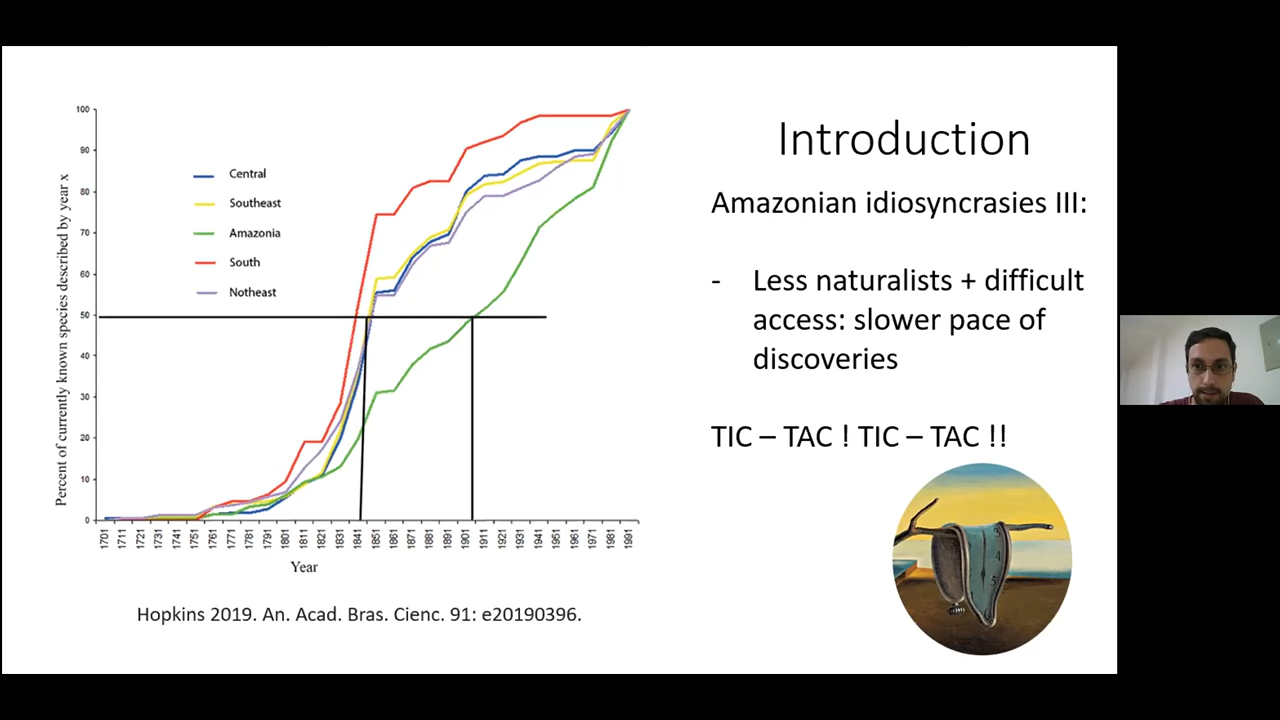 Introduction
Amazonian idiosyncrasies III:
- Less naturalists + difficult
access: slower pace of
discoveries
TIC – TAC ! TIC – TAC !!
Percent of currently known species described by year x
100
90
80
70
60
50
40
30
20
10
0
Central
Southeast
Amazonia
South
Notheast
1701 1711 1721 1731 1741 1751 1761 1771 1781 1791 1801 1811 1821 1831 1841 1851 1861 1871 1881 1891 1901 1911 1921 1931 1941 1951 1961 1971 1981 1991
Year
Hopkins 2019. An. Acad. Bras. Cienc. 91: e20190396.